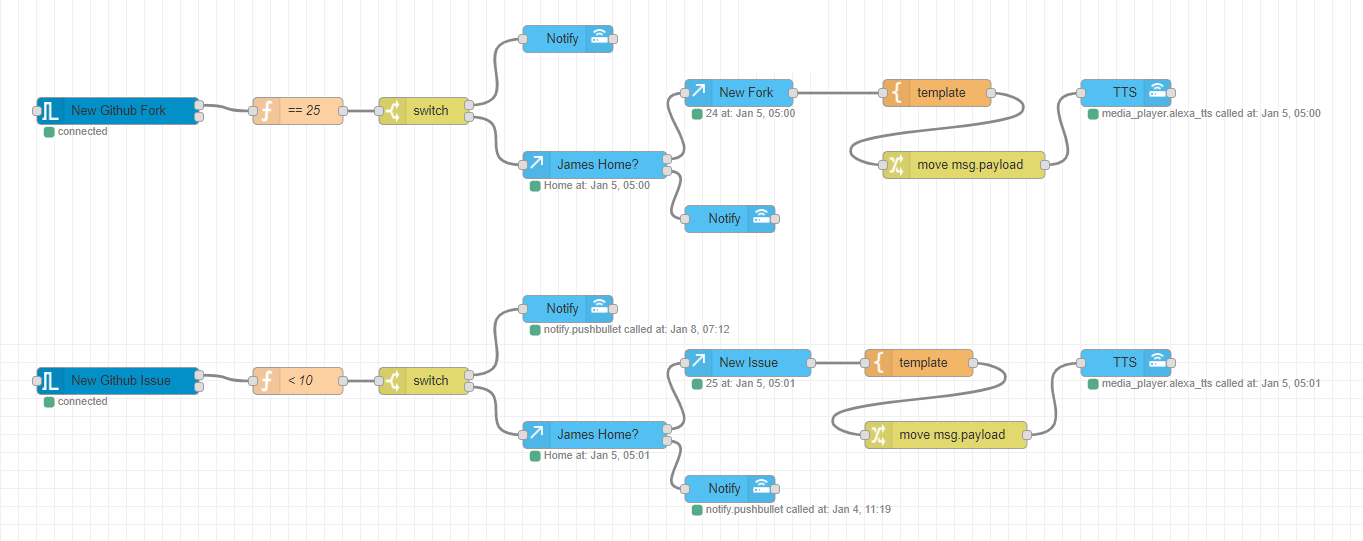 Notify
New Github Fork
== 25
switch
connected
New Fork
template
TTS
24 at: Jan 5, 05:00
media_player.alexa_tts called at: Jan 5, 05:00
James Home?
move msg.payload
Home at: Jan 5, 05:00
Notify
Notify
notify.pushbullet called at: Jan 8, 07:12
New Github Issue
< 10
switch
connected
New Issue
template
TTS
25 at: Jan 5, 05:01
media_player.alexa_tts called at: Jan 5, 05:01
James Home?
move msg.payload
Home at: Jan 5, 05:01
Notify
notify.pushbullet called at: Jan 4, 11:19